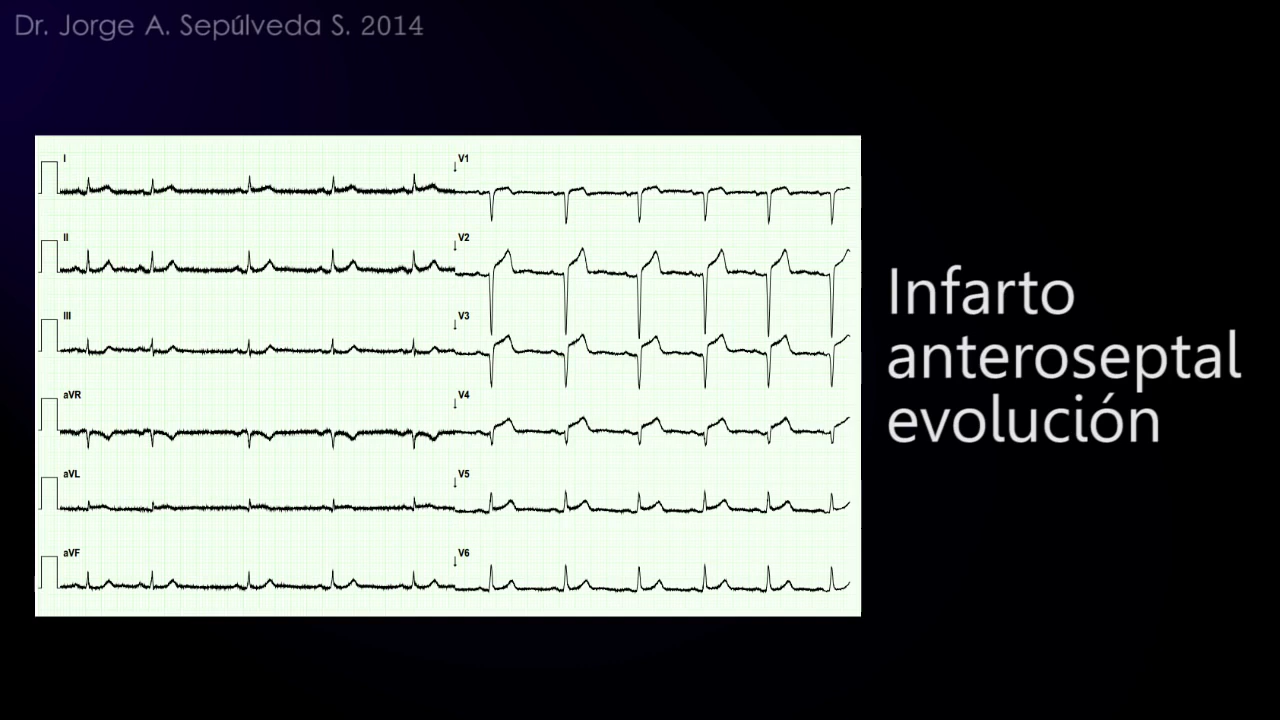 Dr. Jorge A. Sepúlveda S. 2014
I
V1
II
V2
III
V3
aVR
V4
aVL
V5
aVF
V6
Infarto
anteroseptal
evolución